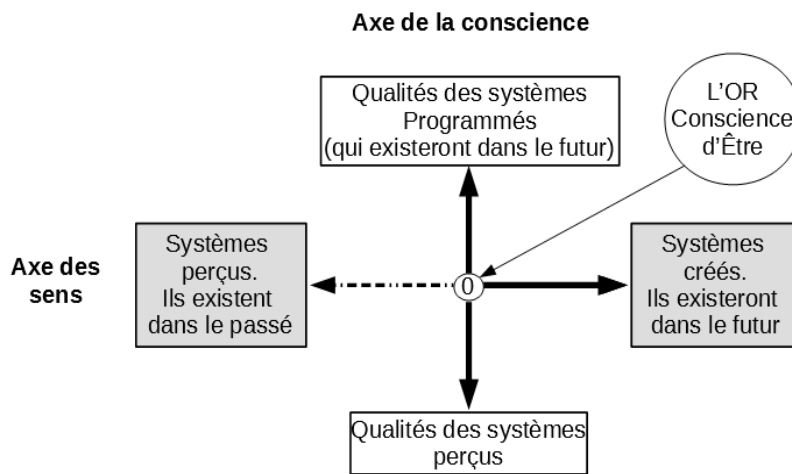 Axe de la conscience
Qualités des systèmes
Programmés
(qui existeront dans le futur)
L'OR
Conscience
d'Être
Axe des
sens
Systèmes
perçus.
Ils existent
dans le passé
0
Systèmes
créés.
Ils existeront
dans le futur
Qualités des systèmes
perçus